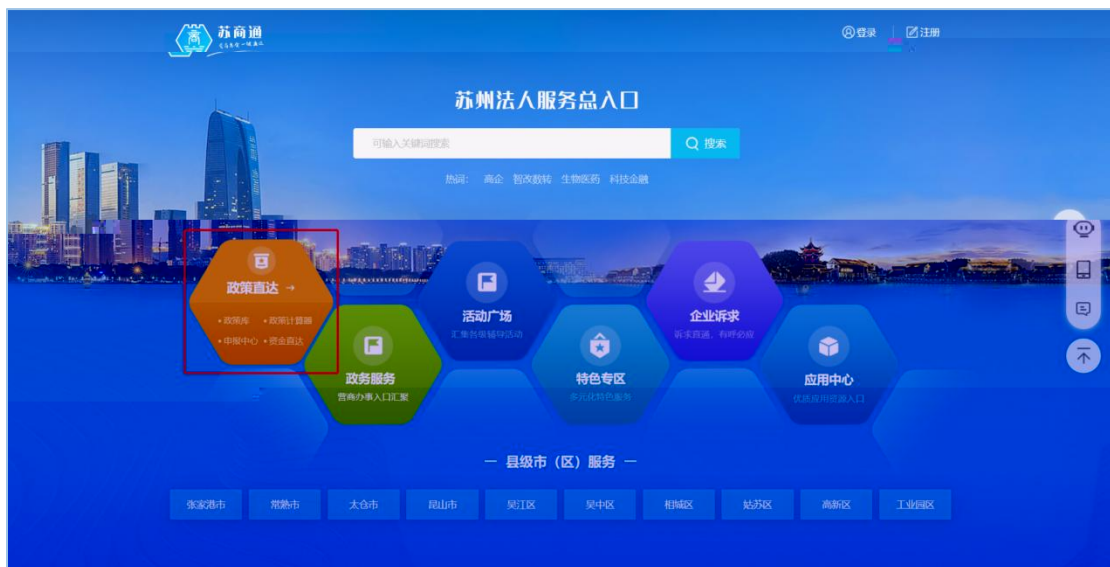 苏商通
登录
注册
苏州法人服务总入口
可输入关键词搜索
搜索
热词： 高企 智改数转 生物医药 科技金融
政策直达 →
• 政策库 • 政策计算器
• 申报中心 • 资金直达
政务服务
营商办事入口汇聚
活动广场
汇集各级辅导活动
特色专区
多元化特色服务
企业诉求
诉求直通，有呼必应
应用中心
优质应用资源入口
— 县级市（区）服务 —
张家港市 常熟市 太仓市 昆山市 吴江区 吴中区 相城区 姑苏区 高新区 工业园区